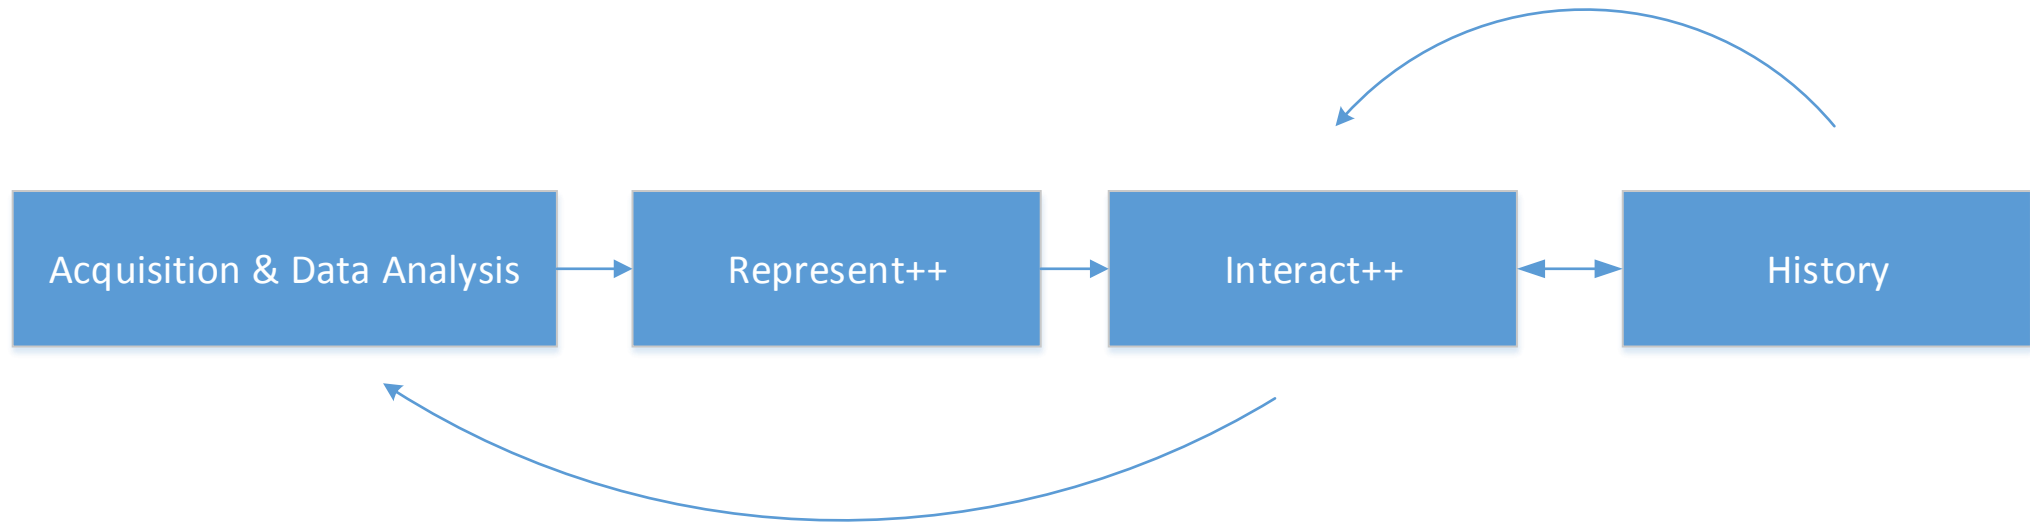 Acquisition & Data Analysis
Represent++
Interact++
History